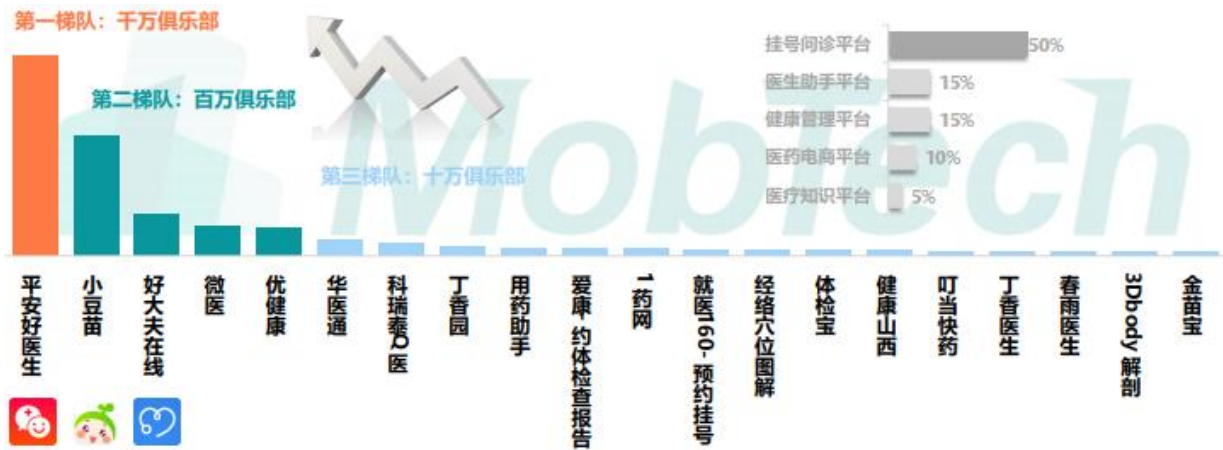 第一梯队：千万俱乐部
第二梯队：百万俱乐部
第三梯队：十万俱乐部
挂号问诊平台 50%
医生助手平台 15%
健康管理平台 15%
医药电商平台 10%
医疗知识平台 5%
MobTech
平安好医生
小豆苗
好大夫在线
微医
优健康
华医通
科瑞泰Q医
丁香园
用药助手
爱康-约体检查报告
1药网
就医160-预约挂号
经络穴位图解
体检宝
健康山西
叮当快药
丁香医生
春雨医生
3Dbody解剖
金苗宝